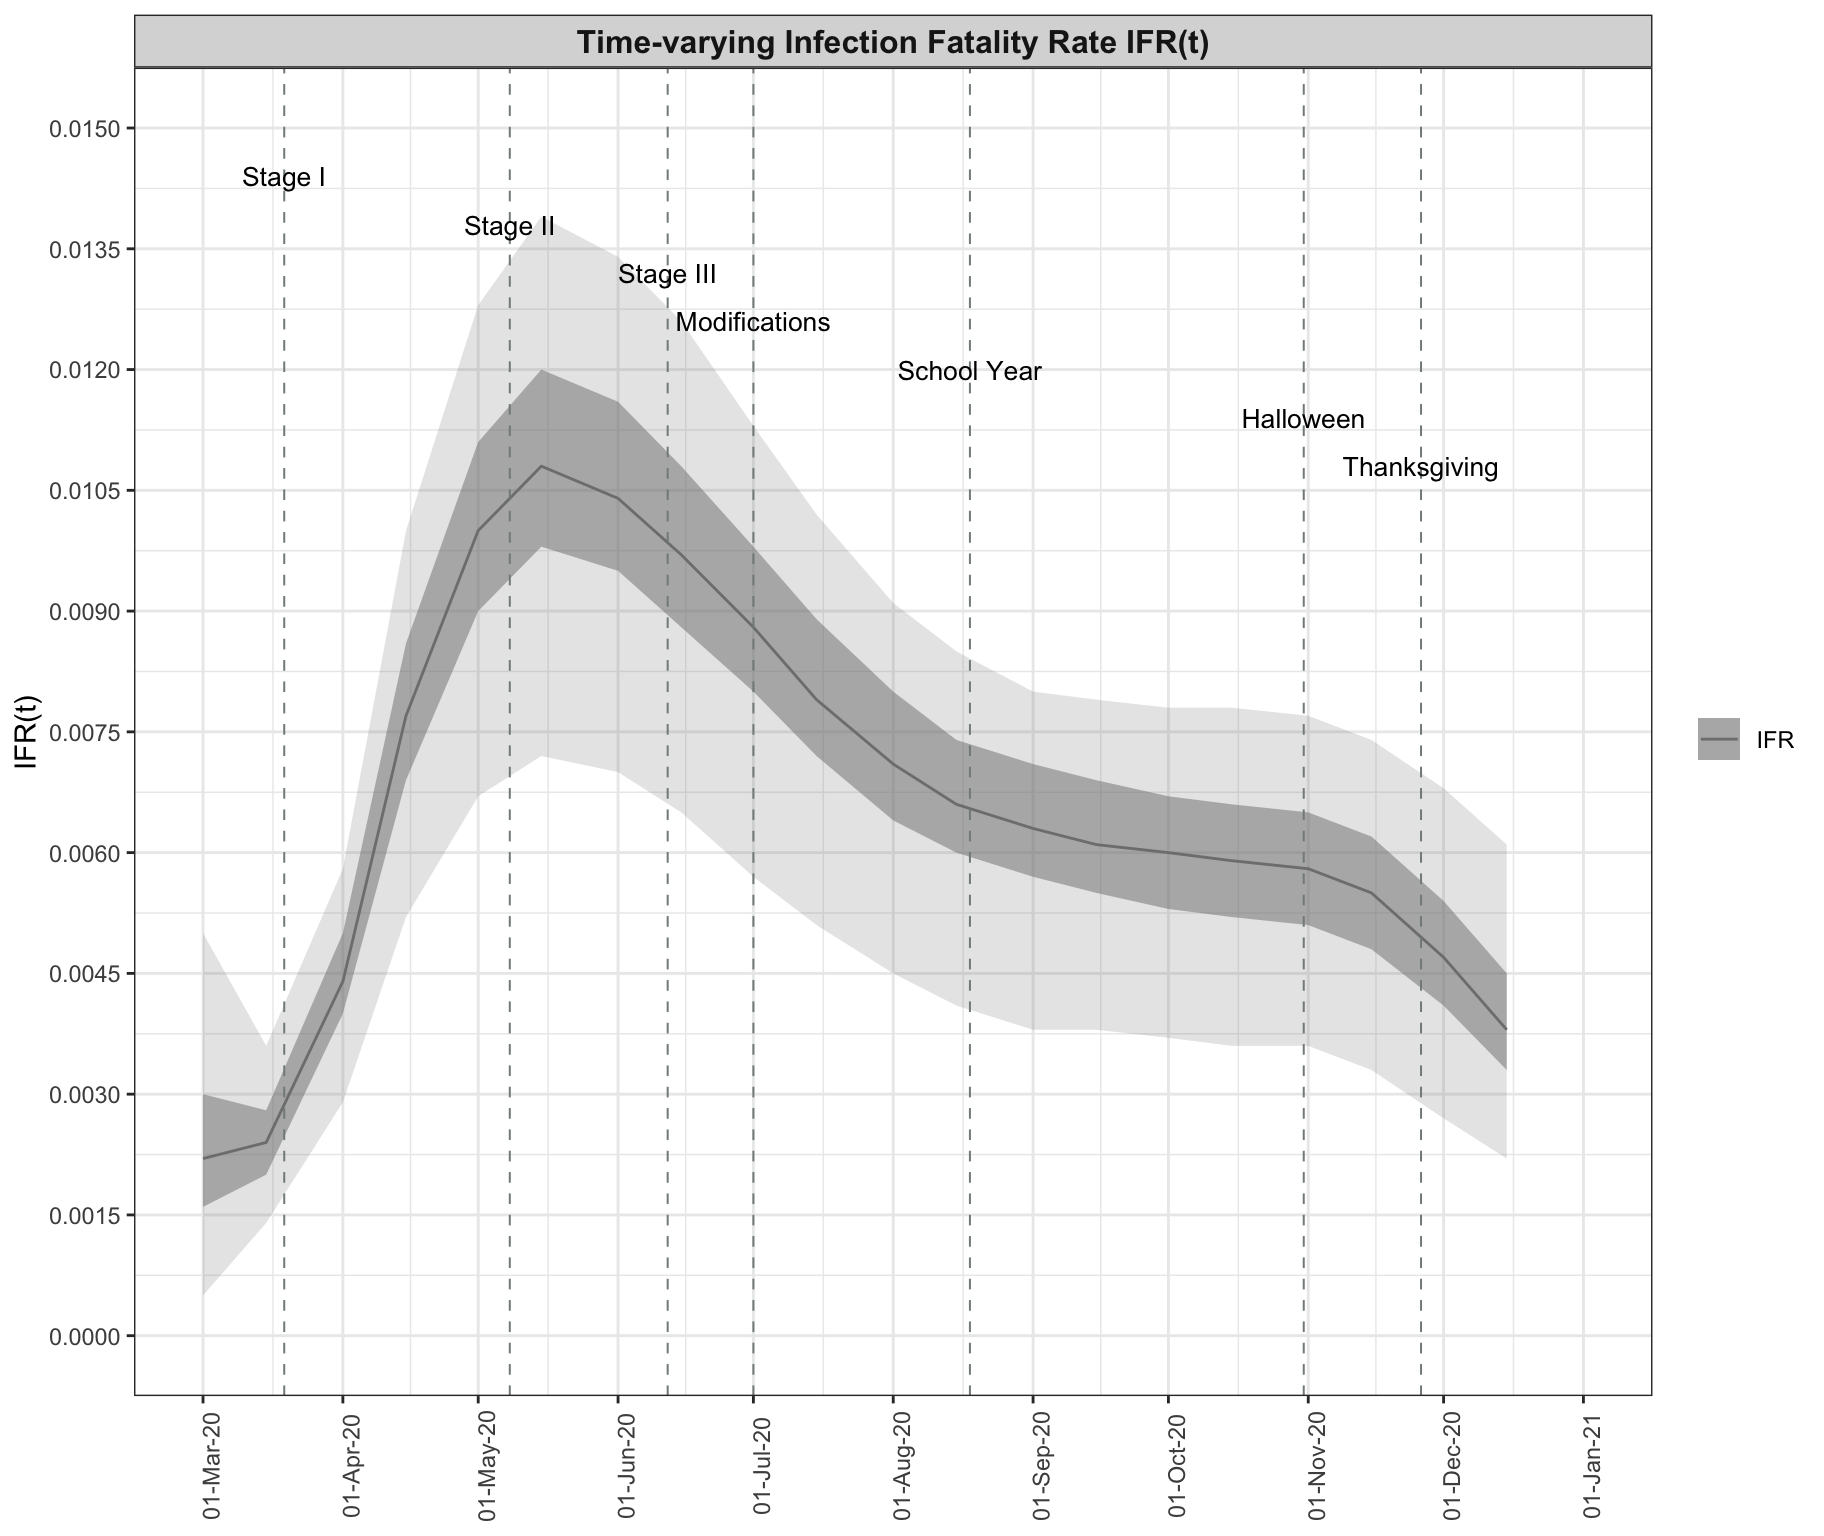 Time-varying Infection Fatality Rate IFR(t)
0.0150
Stage I
Stage II
0.0135
Stage III
Modifications
0.0120
School Year
Halloween
Thanksgiving
0.0105
0.0090
0.0075
IFR(t)
IFR
0.0060
0.0045
0.0030
0.0015
0.0000
01-Mar-20
01-Apr-20
01-May-20
01-Jun-20
01-Jul-20
01-Aug-20
01-Sep-20
01-Oct-20
01-Nov-20
01-Dec-20
01-Jan-21